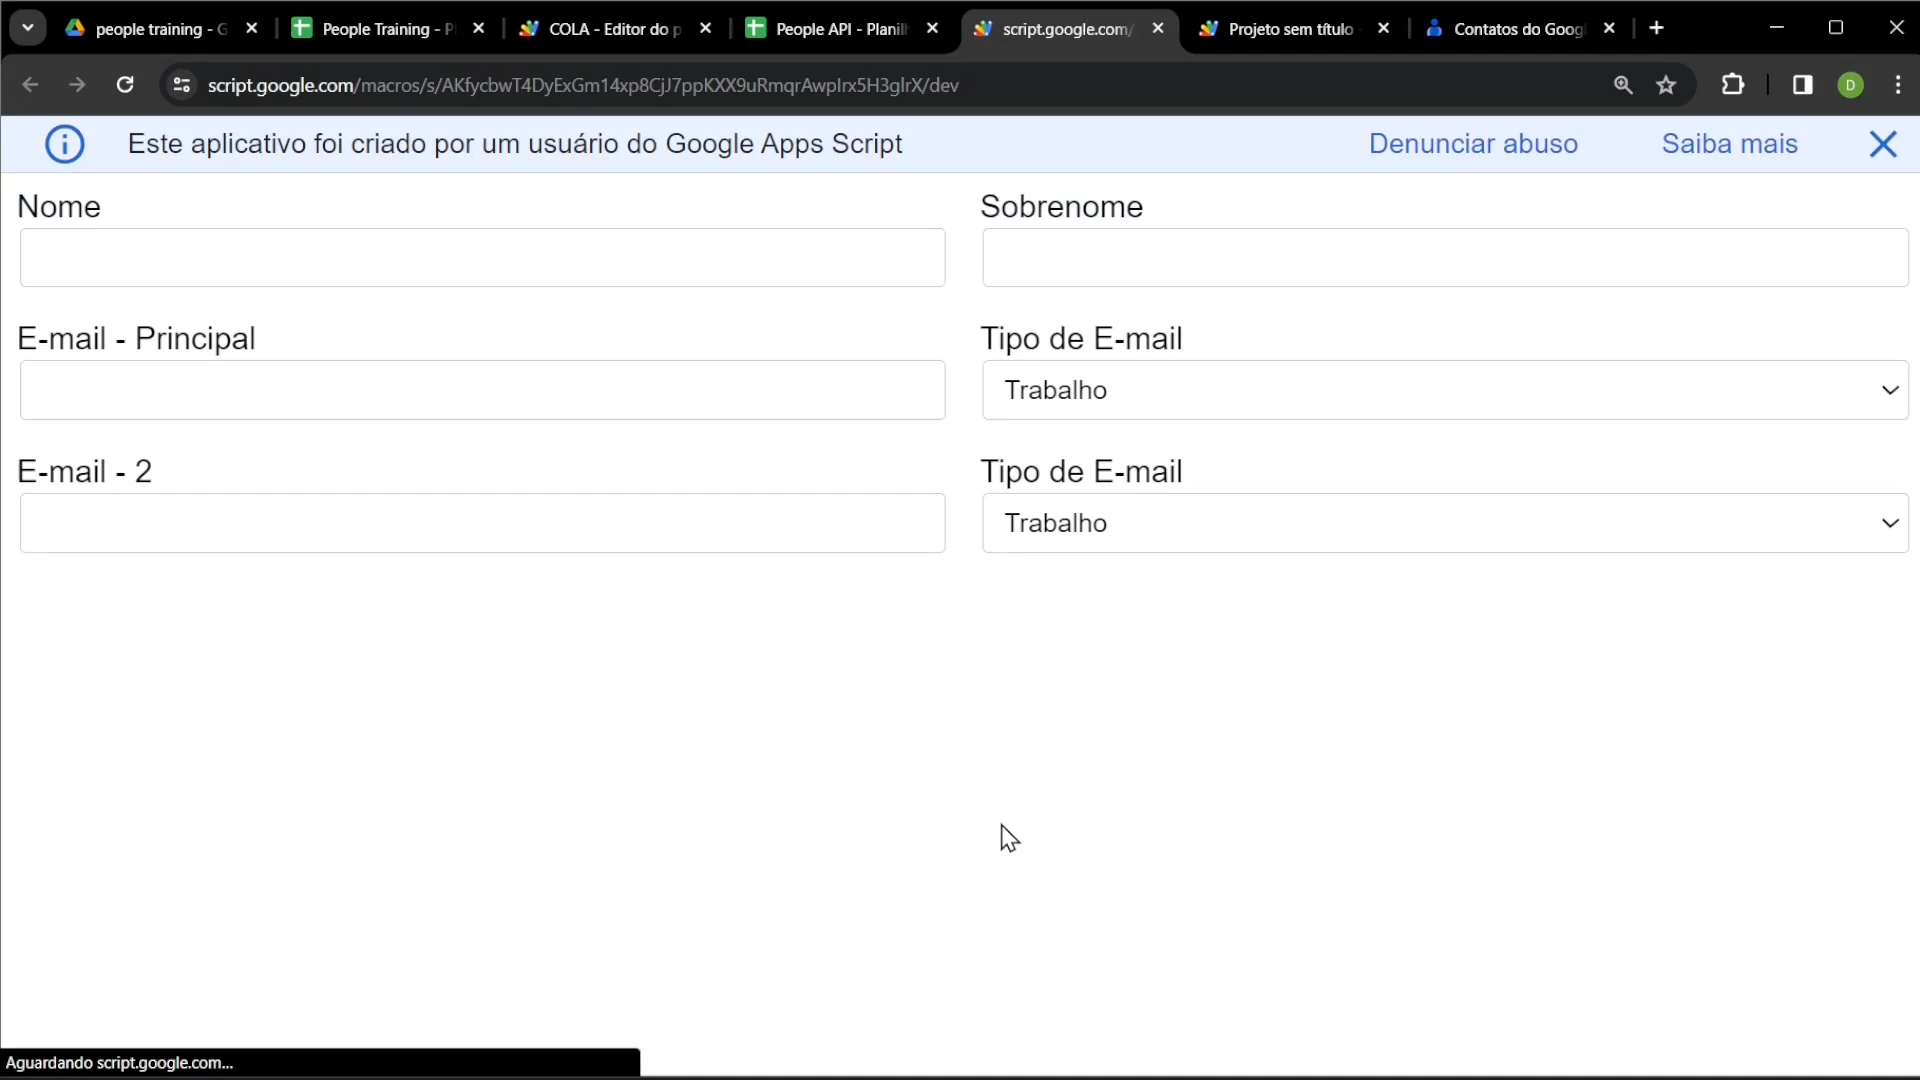 people training - G
People Training - P
COLA - Editor do p
People API - Planil
script.google.com/
Projeto sem título
Contatos do Goog
script.google.com/macros/s/AKfycbwT4DyExGm14xp8CjJ7ppKXX9uRmqrAwpIrx5H3glrX/dev
D
Este aplicativo foi criado por um usuário do Google Apps Script
Denunciar abuso
Saiba mais
Nome
Sobrenome
E-mail - Principal
Tipo de E-mail
Trabalho
E-mail - 2
Tipo de E-mail
Trabalho
Aguardando script.google.com...